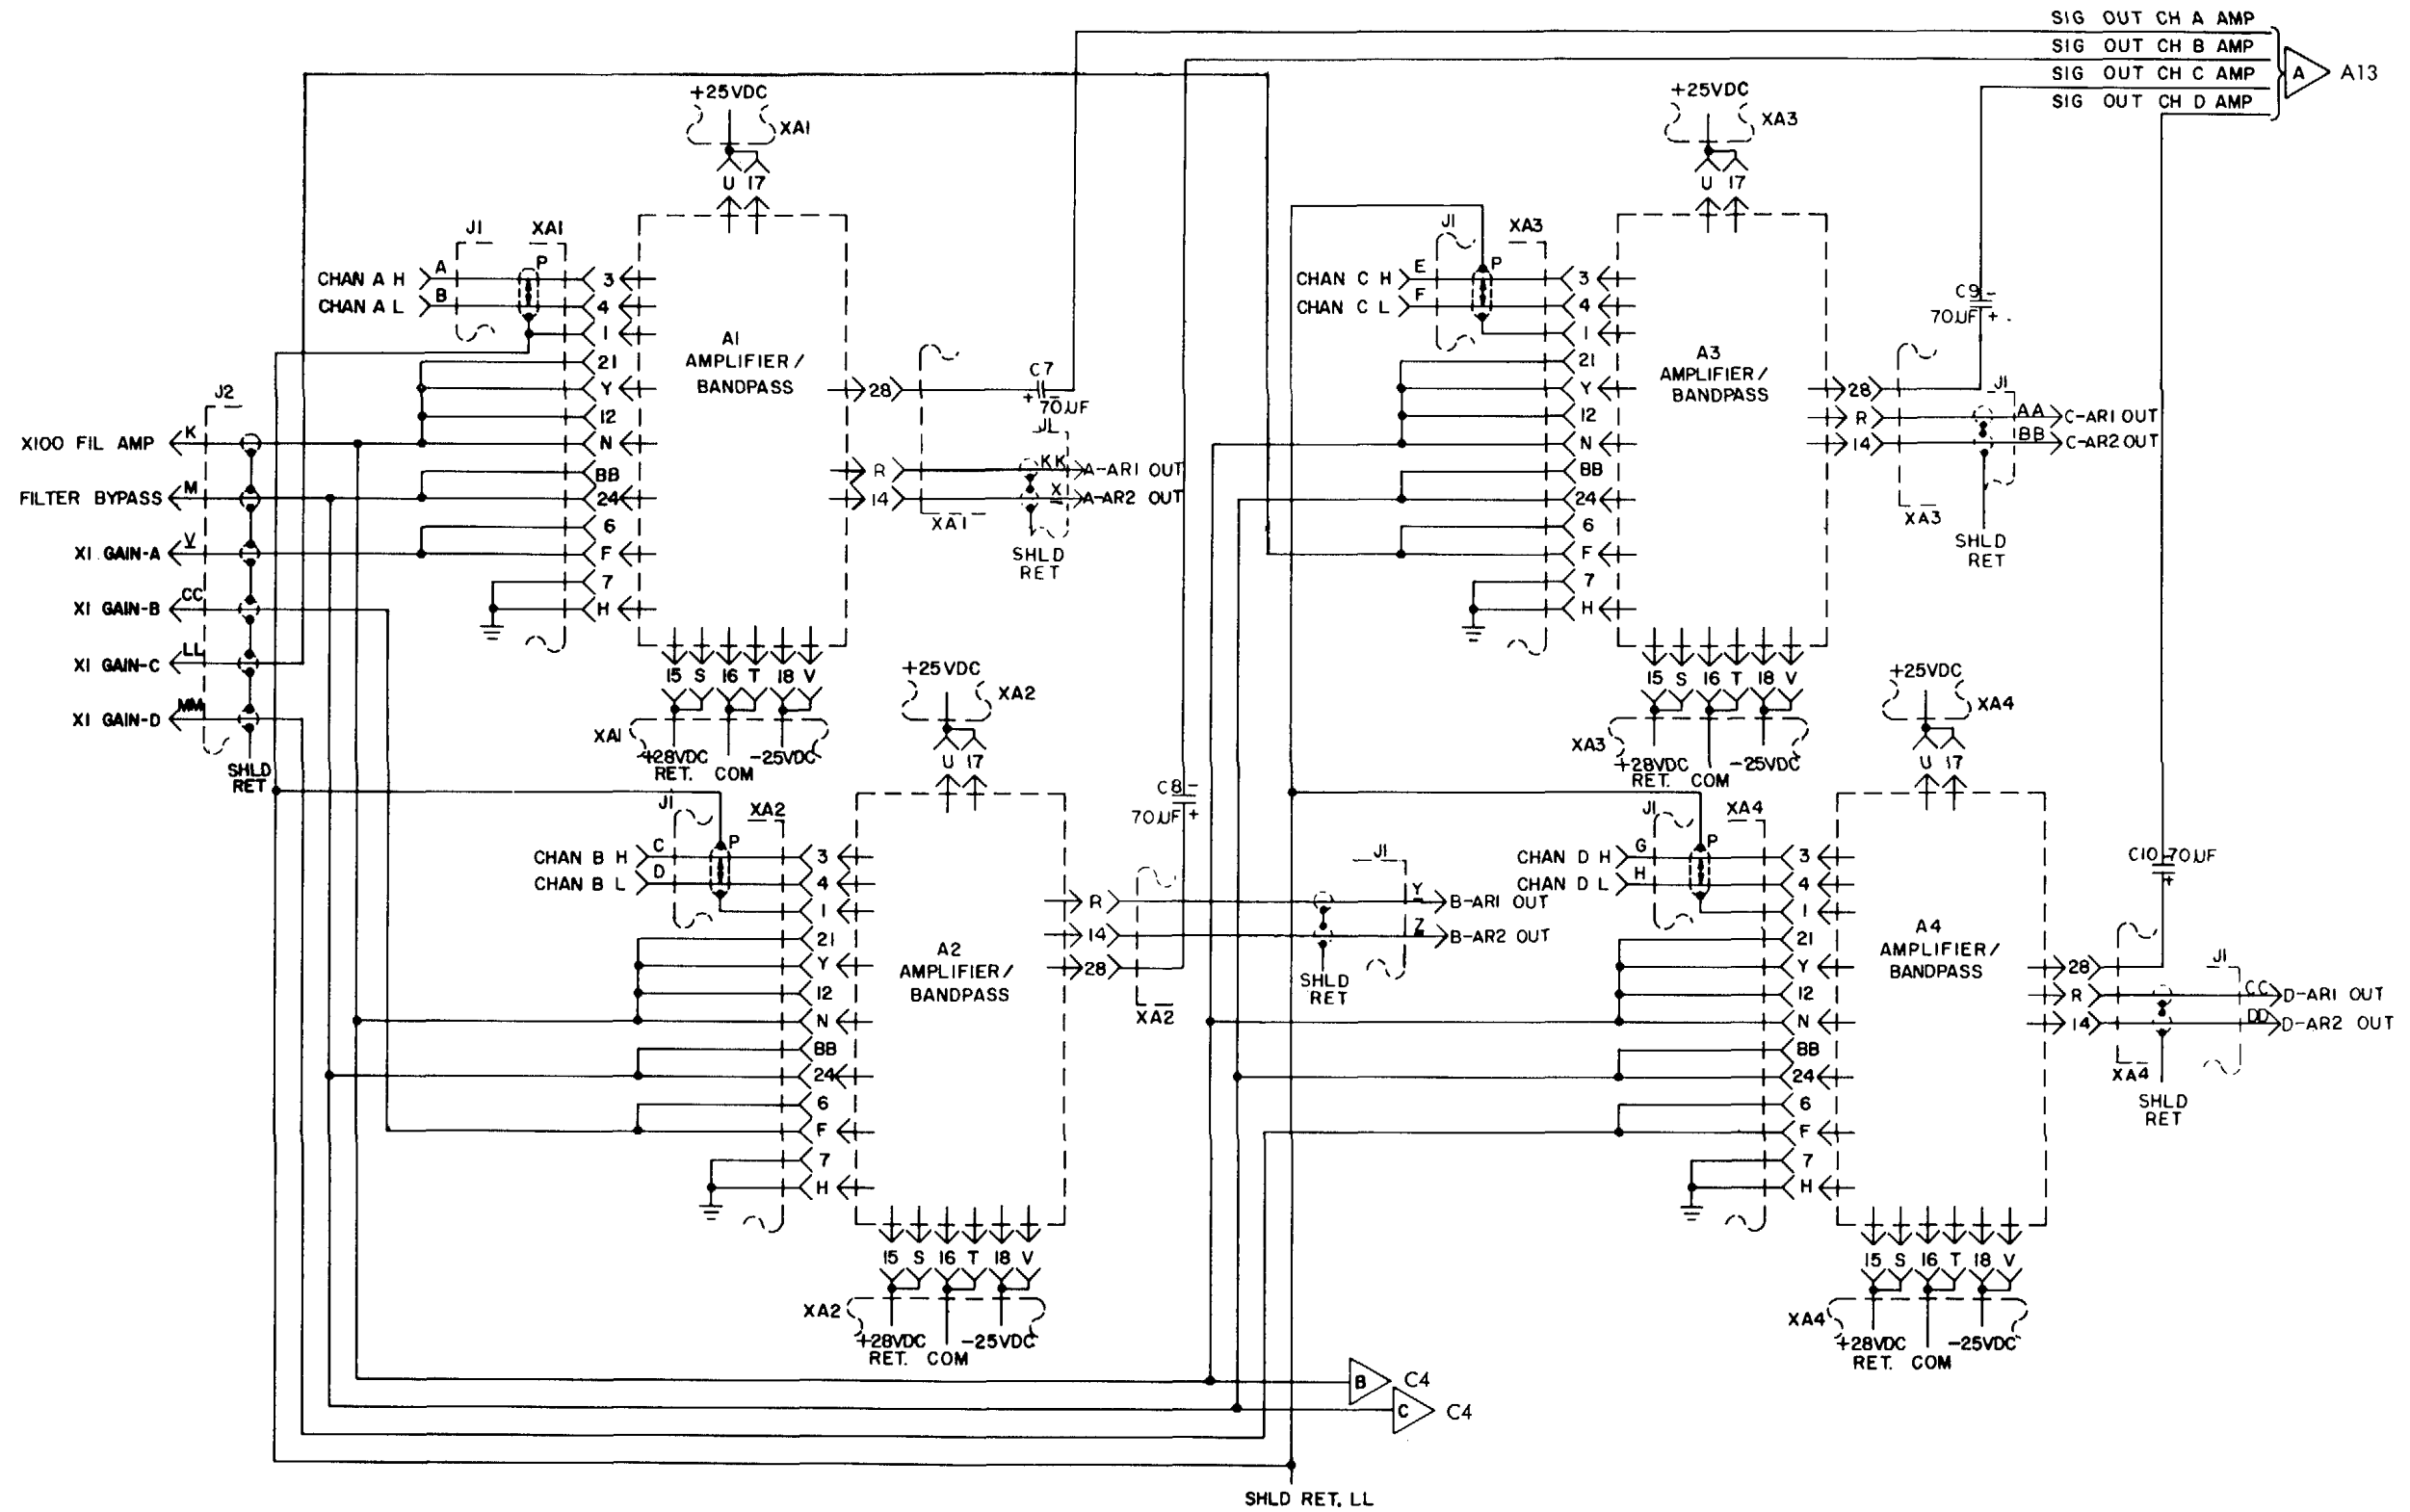 SIG OUT CH A AMP
SIG OUT CH B AMP
SIG OUT CH C AMP
SIG OUT CH D AMP
A A13
+25VDC
XA1
U 17
J1 XA1
CHAN A H A P 3
CHAN A L B 4
1
21
Y
12
N
BB
24
6
F
7
H
A1
AMPLIFIER/
BANDPASS
28
R
14
C7
+ -
70UF
J1
KK A-AR1 OUT
X A-AR2 OUT
XA1
SHLD
RET
15 S 16 T 18 V
XA1
+28VDC
RET. COM -25VDC
J2
X100 FIL AMP K
FILTER BYPASS M
X1 GAIN-A V
X1 GAIN-B CC
X1 GAIN-C LL
X1 GAIN-D MM
SHLD
RET
+25VDC
XA2
U 17
J1 XA2
CHAN B H C P 3
CHAN B L D 4
1
21
Y
12
N
BB
24
6
F
7
H
A2
AMPLIFIER/
BANDPASS
R
14
28
C8 -
70UF +
XA2
J1
Y B-AR1 OUT
Z B-AR2 OUT
SHLD
RET
15 S 16 T 18 V
XA2
+28VDC
RET. COM -25VDC
+25VDC
XA3
U 17
J1 XA3
CHAN C H E P 3
CHAN C L F 4
1
21
Y
12
N
BB
24
6
F
7
H
A3
AMPLIFIER/
BANDPASS
28
R
14
C9 -
70UF +
J1
AA C-AR1 OUT
BB C-AR2 OUT
XA3
SHLD
RET
15 S 16 T 18 V
XA3
+28VDC
RET. COM -25VDC
+25VDC
XA4
U 17
J1 XA4
CHAN D H G P 3
CHAN D L H 4
1
21
Y
12
N
BB
24
6
F
7
H
A4
AMPLIFIER/
BANDPASS
28
R
14
C10 70UF
+
J1
CC D-AR1 OUT
DD D-AR2 OUT
XA4
SHLD
RET
15 S 16 T 18 V
XA4
+28VDC
RET. COM -25VDC
B C4
C C4
SHLD RET. LL